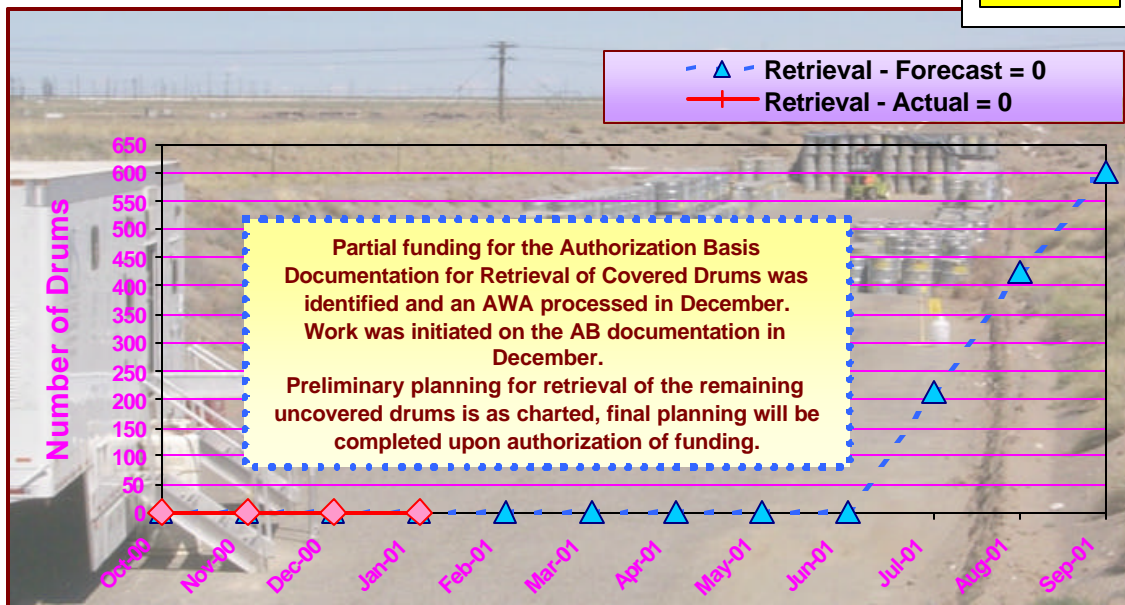 Retrieval - Forecast = 0
Retrieval - Actual = 0
Number of Drums
650
600
550
500
450
400
350
300
250
200
150
100
50
0
Partial funding for the Authorization Basis
Documentation for Retrieval of Covered Drums was
identified and an AWA processed in December.
Work was initiated on the AB documentation in
December.
Preliminary planning for retrieval of the remaining
uncovered drums is as charted, final planning will be
completed upon authorization of funding.
Oct-00
Nov-00
Dec-00
Jan-01
Feb-01
Mar-01
Apr-01
May-01
Jun-01
Jul-01
Aug-01
Sep-01